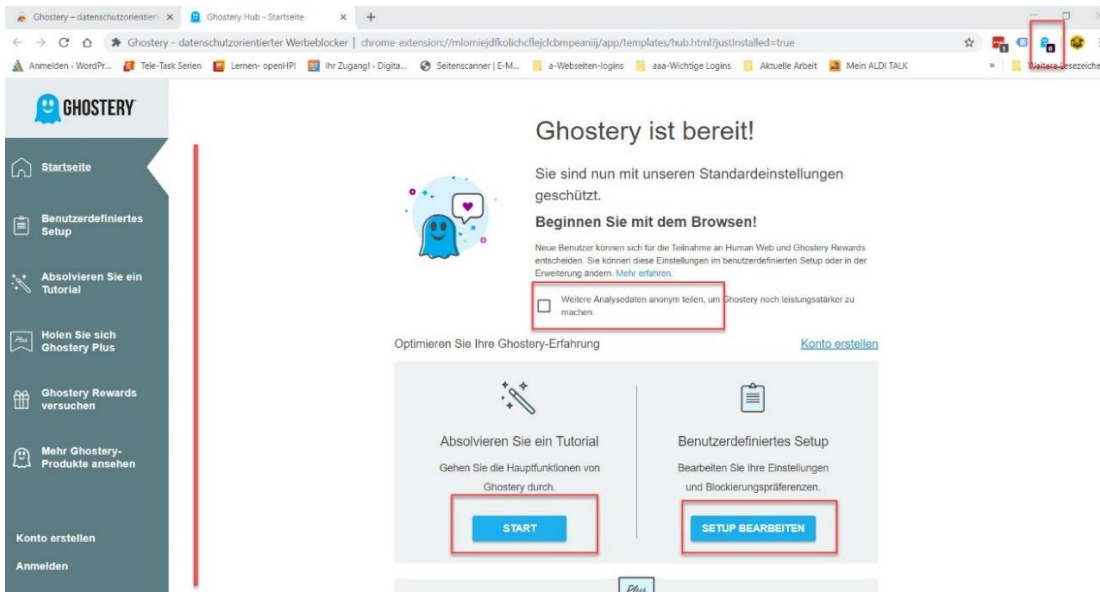 Ghostery – datenschutzorientiert
Ghostery Hub - Startseite
Ghostery – datenschutzorientierter Werbeblocker | chrome-extension://mlomiejdfkolichcflejclcbmpeaniij/app/templates/hub.html?justInstalled=true
Anmelden ‹ WordPr... Tele-Task Serien Lernen- openHPI Ihr Zugang! ‹ Digita... Seitenscanner | E-M... a-Webseiten-logins aaa-Wichtige Logins Aktuelle Arbeit Mein ALDI TALK » Weitere Lesezeiche
GHOSTERY
Startseite
Benutzerdefiniertes
Setup
Absolvieren Sie ein
Tutorial
Holen Sie sich
Ghostery Plus
Ghostery Rewards
versuchen
Mehr Ghostery-
Produkte ansehen
Konto erstellen
Anmelden
Ghostery ist bereit!
Sie sind nun mit unseren Standardeinstellungen
geschützt.
Beginnen Sie mit dem Browsen!
Neue Benutzer können sich für die Teilnahme an Human Web und Ghostery Rewards
entscheiden. Sie können diese Einstellungen im benutzerdefinierten Setup oder in der
Erweiterung ändern. Mehr erfahren.
Weitere Analysedaten anonym teilen, um Ghostery noch leistungsstärker zu
machen.
Optimieren Sie Ihre Ghostery-Erfahrung
Konto erstellen
Absolvieren Sie ein Tutorial
Gehen Sie die Hauptfunktionen von
Ghostery durch.
START
Benutzerdefiniertes Setup
Bearbeiten Sie Ihre Einstellungen
und Blockierungspräferenzen.
SETUP BEARBEITEN
Plus